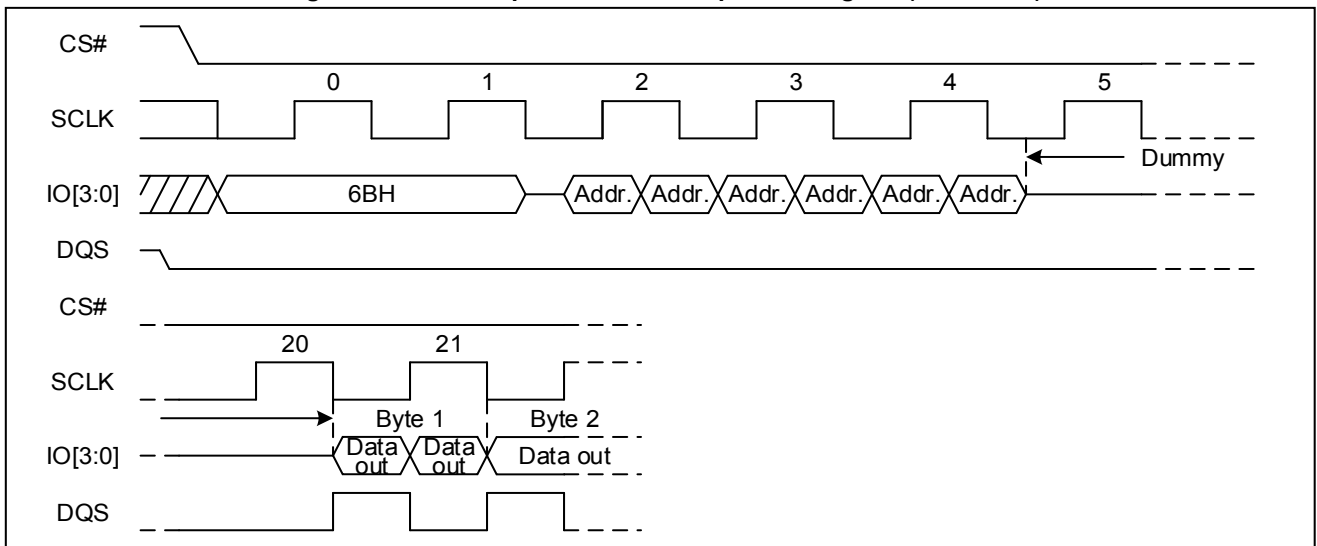 CS#
0 1 2 3 4 5
SCLK
Dummy
IO[3:0] 6BH Addr. Addr. Addr. Addr. Addr. Addr.
DQS
CS#
20 21
SCLK
Byte 1 Byte 2
IO[3:0] Data out Data out Data out
DQS